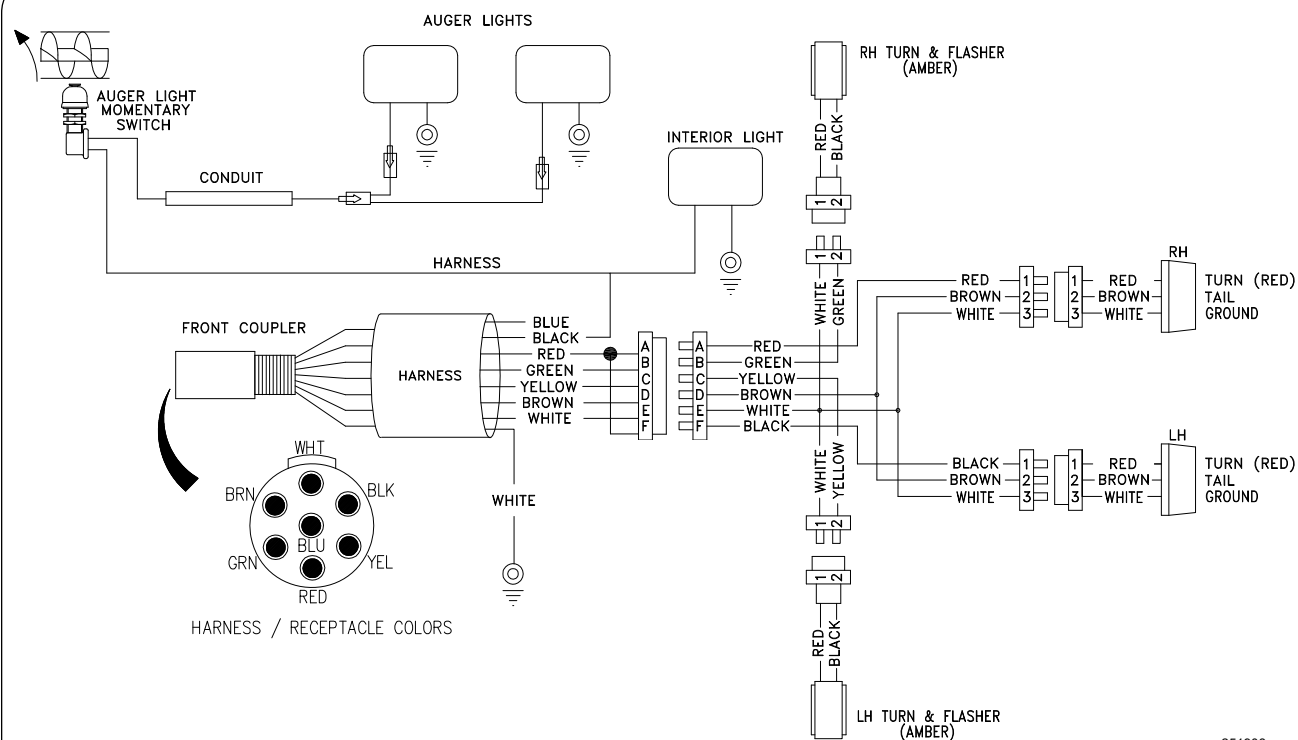 AUGER LIGHTS
AUGER LIGHT
MOMENTARY
SWITCH
CONDUIT
INTERIOR LIGHT
HARNESS
RH TURN & FLASHER
(AMBER)
RED
BLACK
1
2
1
2
WHITE
GREEN
FRONT COUPLER
HARNESS
BLUE
BLACK
RED
GREEN
YELLOW
BROWN
WHITE
A
B
C
D
E
F
A
B
C
D
E
F
RED
GREEN
YELLOW
BROWN
WHITE
BLACK
RED
BROWN
WHITE
1
2
3
1
2
3
RED
BROWN
WHITE
RH
TURN (RED)
TAIL
GROUND
BLACK
BROWN
WHITE
1
2
3
1
2
3
RED
BROWN
WHITE
LH
TURN (RED)
TAIL
GROUND
WHITE
YELLOW
1
2
1
2
RED
BLACK
LH TURN & FLASHER
(AMBER)
WHITE
WHT
BRN
BLK
BLU
GRN
YEL
RED
HARNESS / RECEPTACLE COLORS